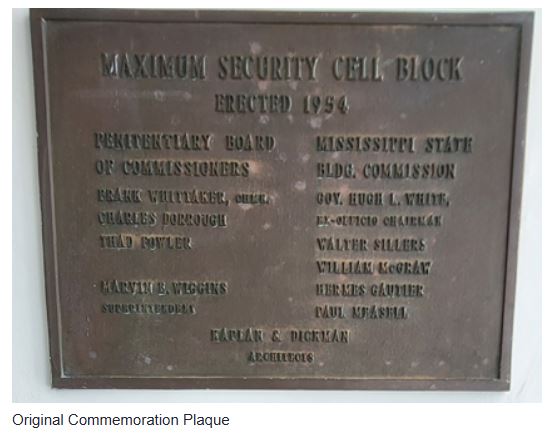 MAXIMUM SECURITY CELL BLOCK
ERECTED 1954
PENITENTIARY BOARD
OF COMMISSIONERS
FRANK WHITTAKER, CHMR.
CHARLES DORROUGH
THAD FOWLER
MARVIN E. WIGGINS
SUPERINTENDENT
MISSISSIPPI STATE
BLDG. COMMISSION
GOV. HUGH L. WHITE,
EX-OFFICIO CHAIRMAN
WALTER SILLERS
WILLIAM McGRAW
HERMES GAUTIER
PAUL MEASELL
KAPLAN & DICKMAN
ARCHITECTS
Original Commemoration Plaque